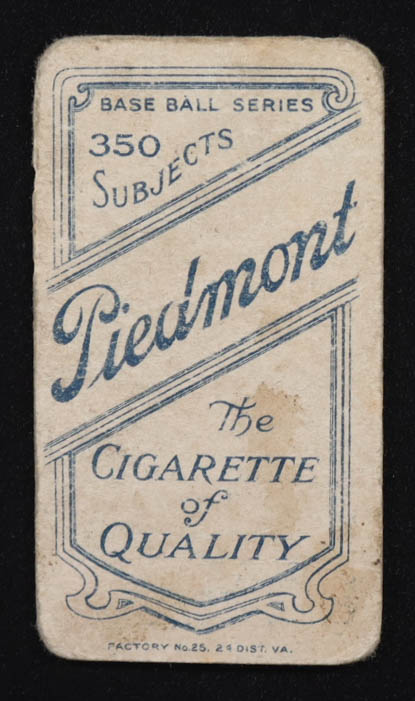 BASE BALL SERIES
350
SUBJECTS
Piedmont
The
CIGARETTE
of
QUALITY
FACTORY No. 25. 2d DIST. VA.